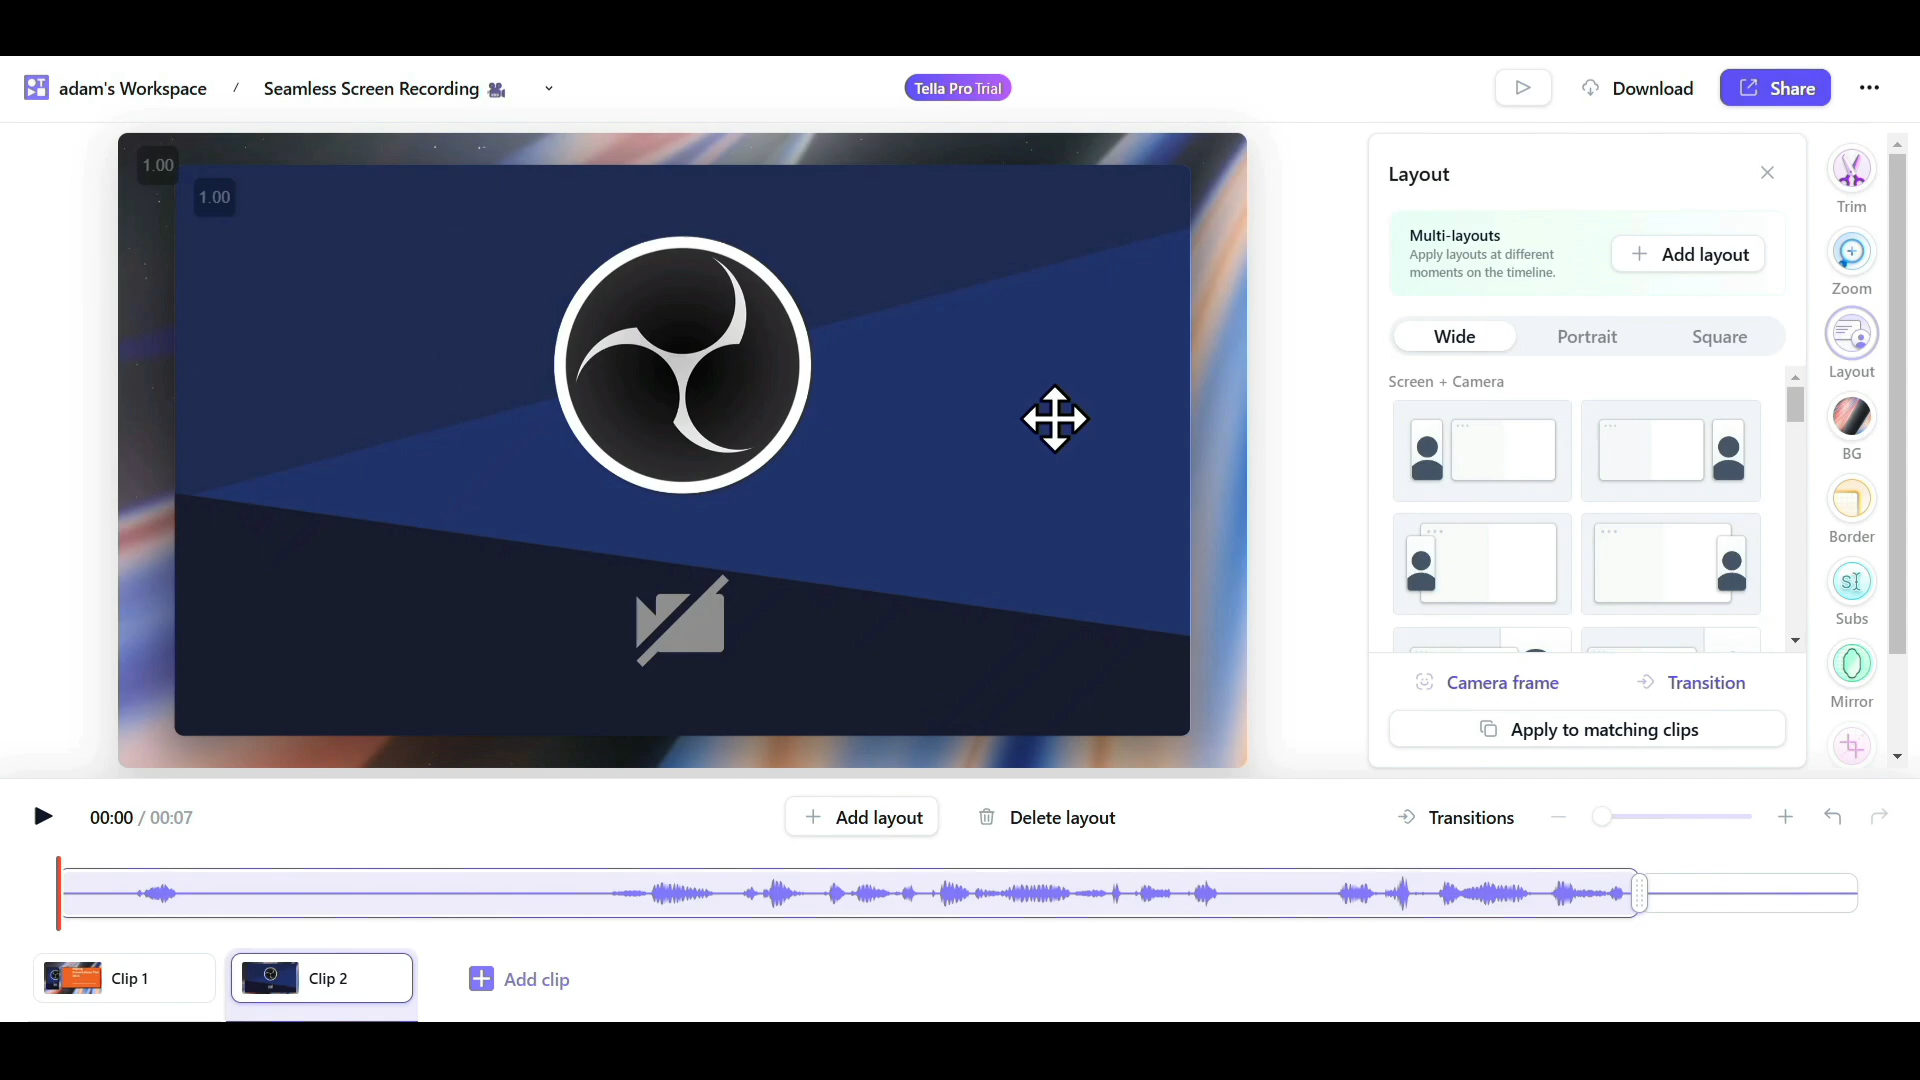 adam's Workspace / Seamless Screen Recording
Tella Pro Trial
Download
Share
1.00
1.00
Layout
Multi-layouts
Apply layouts at different
moments on the timeline.
Add layout
Wide Portrait Square
Screen + Camera
Camera frame
Transition
Apply to matching clips
Trim
Zoom
Layout
BG
Border
Subs
Mirror
00:00 / 00:07
Add layout
Delete layout
Transitions
Clip 1
Clip 2
Add clip